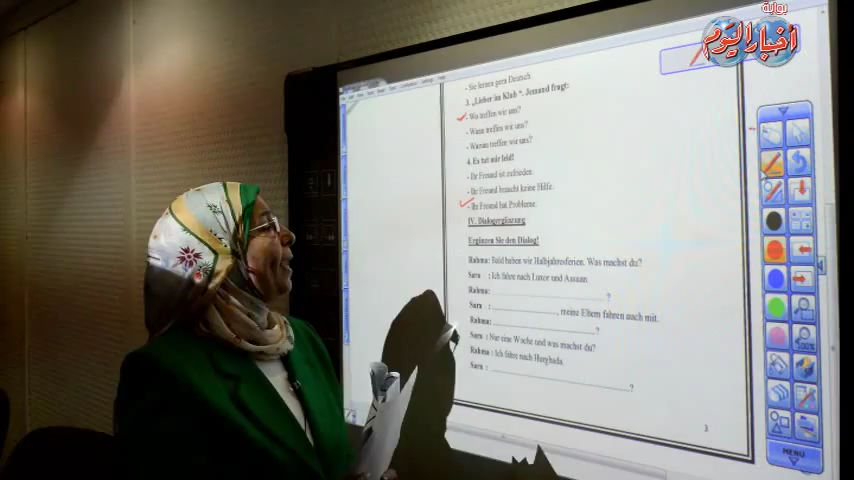 بوابة
أخبار اليوم
- Sie lernen gern Deutsch.
3. „Lieber im Klub “. Jemand fragt:
- Wo treffen wir uns?
- Wann treffen wir uns?
- Warum treffen wir uns?
4. Es tut mir leid!
- Ihr Freund ist zufrieden.
- Ihr Freund braucht keine Hilfe.
- Ihr Freund hat Probleme.
IV. Dialogergänzung
Ergänzen Sie den Dialog!
Rahma: Bald haben wir Halbjahrsferien. Was machst du?
Sara : Ich fahre nach Luxor und Assuan
Rahma: ?
Sara : , meine Eltern fahren auch mit.
Rahma: ?
Sara : Nur eine Woche und was machst du?
Rahma : Ich fahre nach Hurghada.
Sara : ?
3
100%
MENU